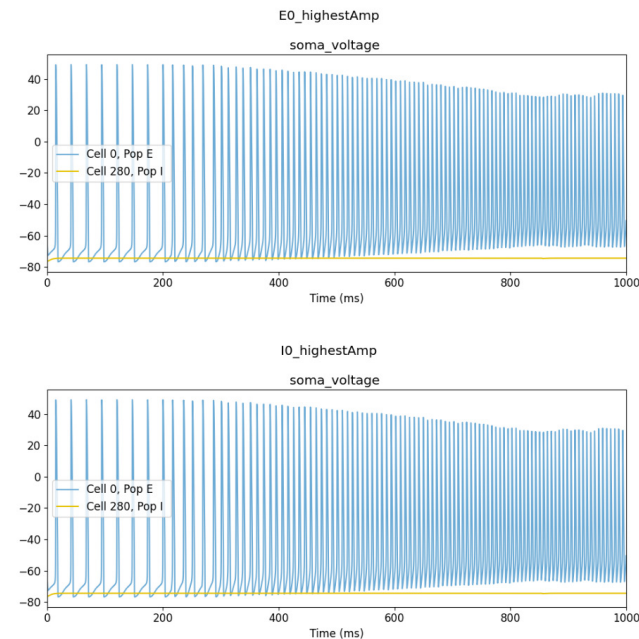 E0_highestAmp
soma_voltage
40
20
0
−20
−40
−60
−80
Cell 0, Pop E
Cell 280, Pop I
0 200 400 600 800 1000
Time (ms)
I0_highestAmp
soma_voltage
40
20
0
−20
−40
−60
−80
Cell 0, Pop E
Cell 280, Pop I
0 200 400 600 800 1000
Time (ms)